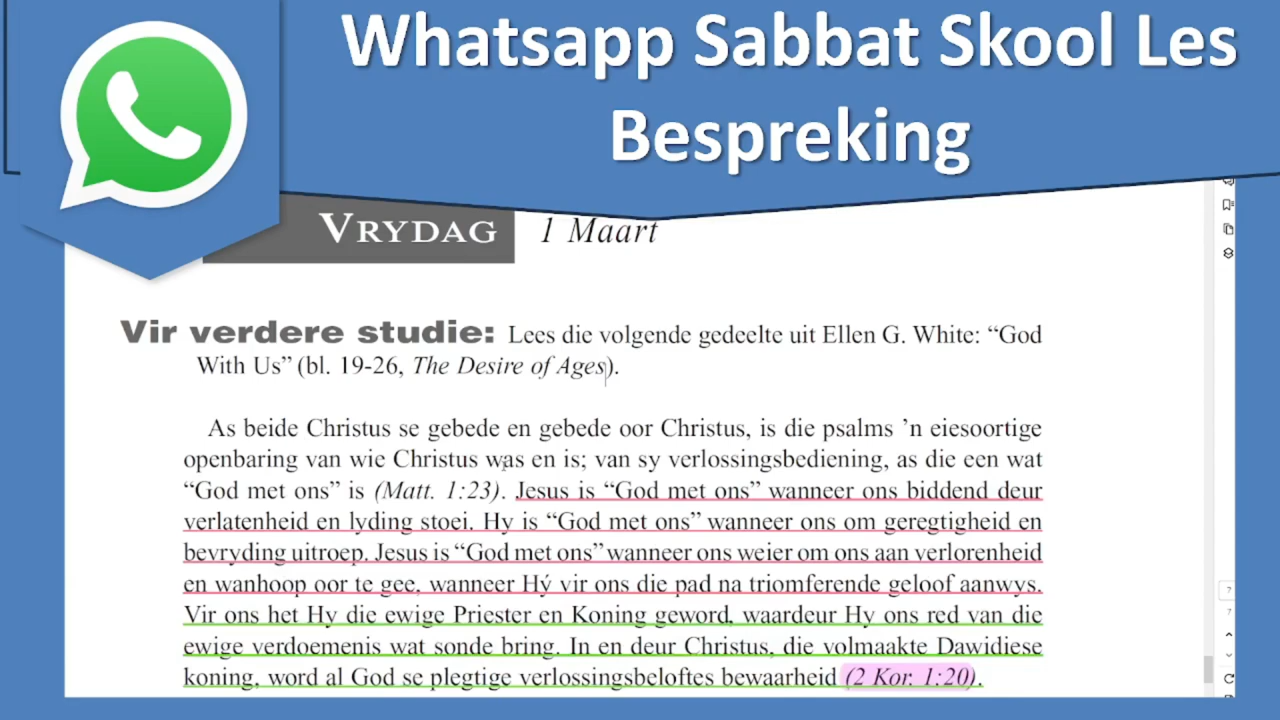 Whatsapp Sabbat Skool Les
Bespreking
VRYDAG 1 Maart
Vir verdere studie: Lees die volgende gedeelte uit Ellen G. White: “God
With Us” (bl. 19-26, The Desire of Ages).
As beide Christus se gebede en gebede oor Christus, is die psalms ’n eiesoortige
openbaring van wie Christus was en is; van sy verlossingsbediening, as die een wat
“God met ons” is (Matt. 1:23). Jesus is “God met ons” wanneer ons biddend deur
verlatenheid en lyding stoei. Hy is “God met ons” wanneer ons om geregtigheid en
bevryding uitroep. Jesus is “God met ons” wanneer ons weier om ons aan verlorenheid
en wanhoop oor te gee, wanneer Hý vir ons die pad na triomferende geloof aanwys.
Vir ons het Hy die ewige Priester en Koning geword, waardeur Hy ons red van die
ewige verdoemenis wat sonde bring. In en deur Christus, die volmaakte Dawidiese
koning, word al God se plegtige verlossingsbeloftes bewaarheid (2 Kor. 1:20).